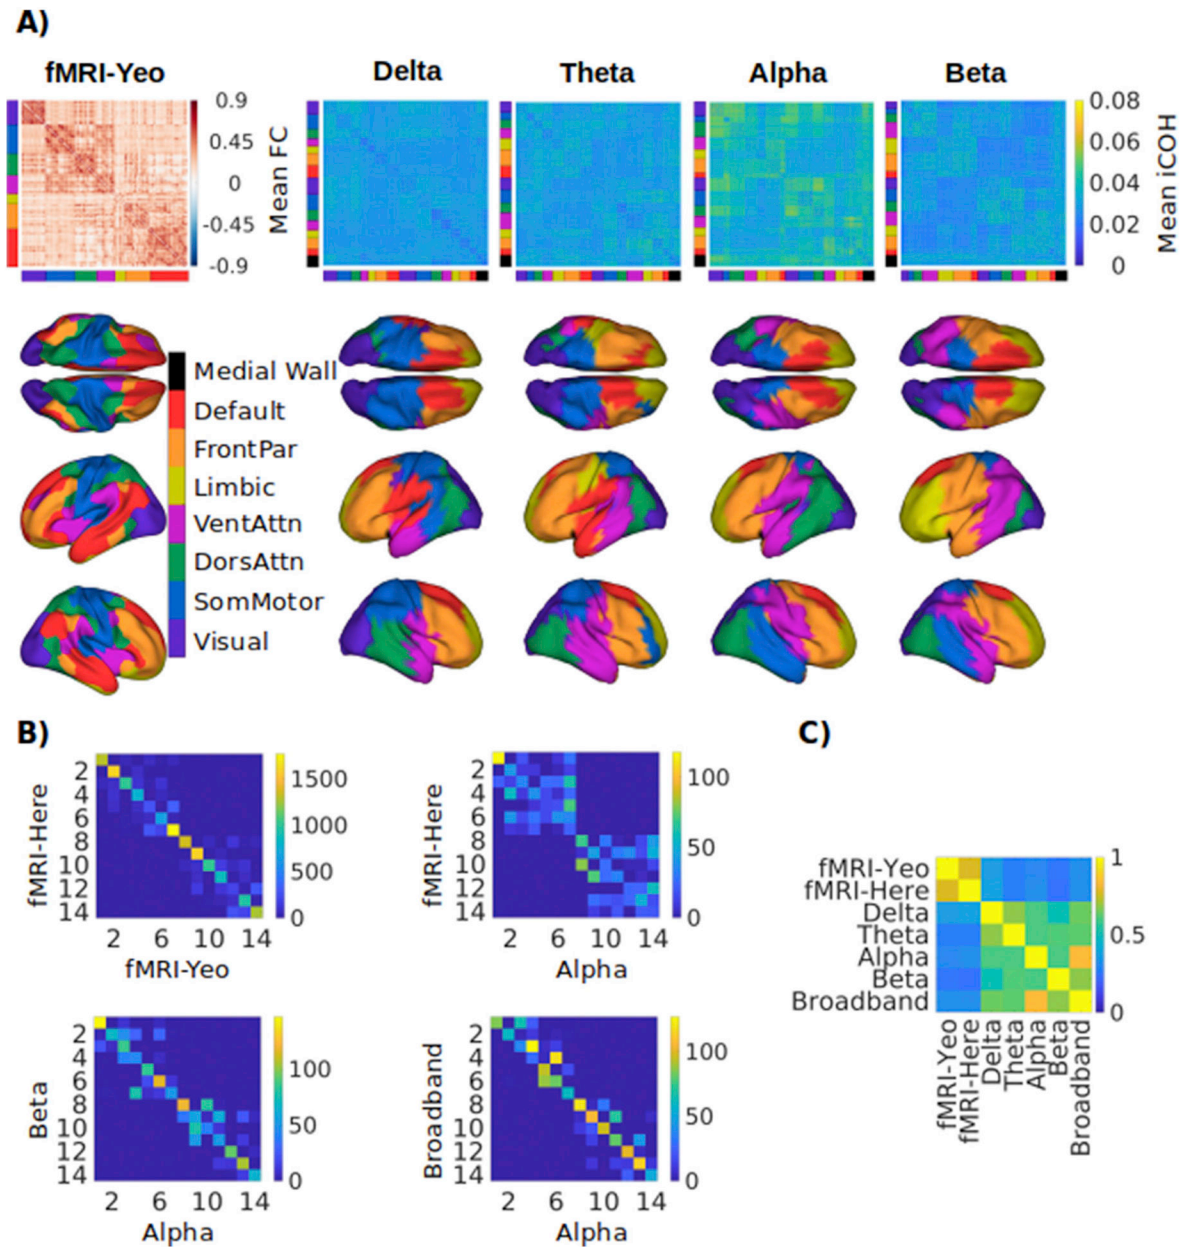 A)
fMRI-Yeo
Delta
Theta
Alpha
Beta
0.9
0.45
0
-0.45
-0.9
Mean FC
0.08
0.06
0.04
0.02
0
Mean iCOH
Medial Wall
Default
FrontPar
Limbic
VentAttn
DorsAttn
SomMotor
Visual
B)
fMRI-Here
2
4
6
8
10
12
14
2 6 10 14
fMRI-Yeo
1500
1000
500
0
fMRI-Here
2
4
6
8
10
12
14
2 6 10 14
Alpha
100
50
0
Beta
2
4
6
8
10
12
14
2 6 10 14
Alpha
100
50
0
Broadband
2
4
6
8
10
12
14
2 6 10 14
Alpha
100
50
0
C)
fMRI-Yeo
fMRI-Here
Delta
Theta
Alpha
Beta
Broadband
fMRI-Yeo
fMRI-Here
Delta
Theta
Alpha
Beta
Broadband
1
0.5
0